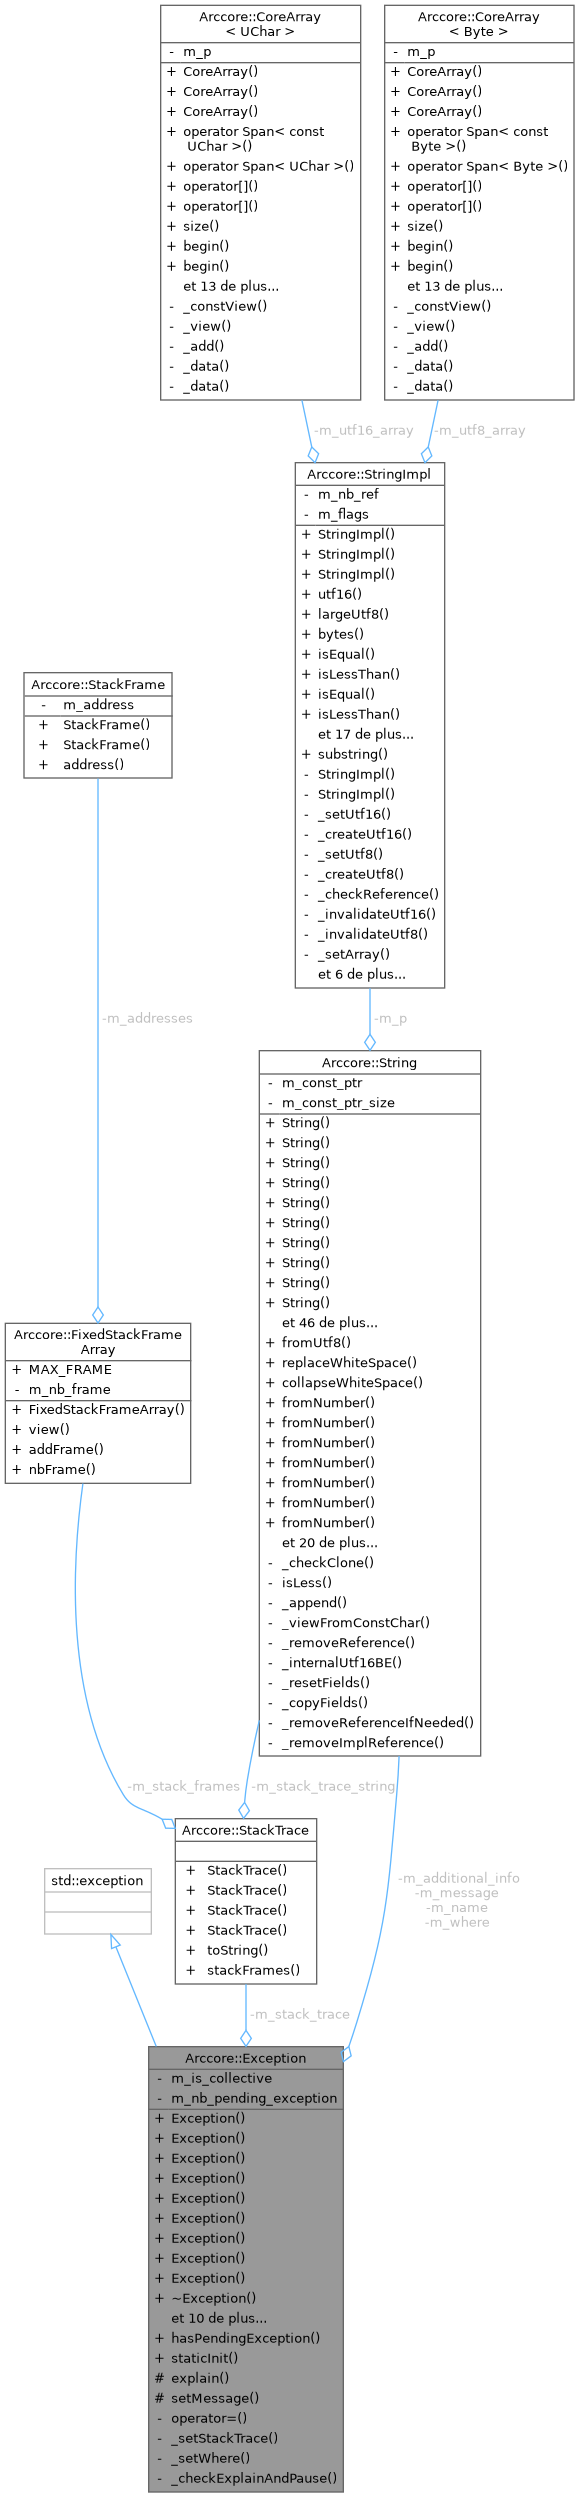 Arccore::CoreArray
< UChar >
- m_p
+ CoreArray()
+ CoreArray()
+ CoreArray()
+ operator Span< const
UChar >()
+ operator Span< UChar >()
+ operator[]()
+ operator[]()
+ size()
+ begin()
+ begin()
et 13 de plus...
- _constView()
- _view()
- _add()
- _data()
- _data()
Arccore::CoreArray
< Byte >
- m_p
+ CoreArray()
+ CoreArray()
+ CoreArray()
+ operator Span< const
Byte >()
+ operator Span< Byte >()
+ operator[]()
+ operator[]()
+ size()
+ begin()
+ begin()
et 13 de plus...
- _constView()
- _view()
- _add()
- _data()
- _data()
-m_utf16_array
-m_utf8_array
Arccore::StringImpl
- m_nb_ref
- m_flags
+ StringImpl()
+ StringImpl()
+ StringImpl()
+ utf16()
+ largeUtf8()
+ bytes()
+ isEqual()
+ isLessThan()
+ isEqual()
+ isLessThan()
et 17 de plus...
+ substring()
- StringImpl()
- StringImpl()
- _setUtf16()
- _createUtf16()
- _setUtf8()
- _createUtf8()
- _checkReference()
- _invalidateUtf16()
- _invalidateUtf8()
- _setArray()
et 6 de plus...
Arccore::StackFrame
- m_address
+ StackFrame()
+ StackFrame()
+ address()
-m_addresses
-m_p
Arccore::String
- m_const_ptr
- m_const_ptr_size
+ String()
+ String()
+ String()
+ String()
+ String()
+ String()
+ String()
+ String()
+ String()
+ String()
et 46 de plus...
+ fromUtf8()
+ replaceWhiteSpace()
+ collapseWhiteSpace()
+ fromNumber()
+ fromNumber()
+ fromNumber()
+ fromNumber()
+ fromNumber()
+ fromNumber()
+ fromNumber()
et 20 de plus...
- _checkClone()
- isLess()
- _append()
- _viewFromConstChar()
- _removeReference()
- _internalUtf16BE()
- _resetFields()
- _copyFields()
- _removeReferenceIfNeeded()
- _removeImplReference()
Arccore::FixedStackFrame
Array
+ MAX_FRAME
- m_nb_frame
+ FixedStackFrameArray()
+ view()
+ addFrame()
+ nbFrame()
-m_stack_frames
-m_stack_trace_string
Arccore::StackTrace
+ StackTrace()
+ StackTrace()
+ StackTrace()
+ StackTrace()
+ toString()
+ stackFrames()
std::exception
-m_additional_info
-m_message
-m_name
-m_where
-m_stack_trace
Arccore::Exception
- m_is_collective
- m_nb_pending_exception
+ Exception()
+ Exception()
+ Exception()
+ Exception()
+ Exception()
+ Exception()
+ Exception()
+ Exception()
+ Exception()
+ ~Exception()
et 10 de plus...
+ hasPendingException()
+ staticInit()
# explain()
# setMessage()
- operator=()
- _setStackTrace()
- _setWhere()
- _checkExplainAndPause()